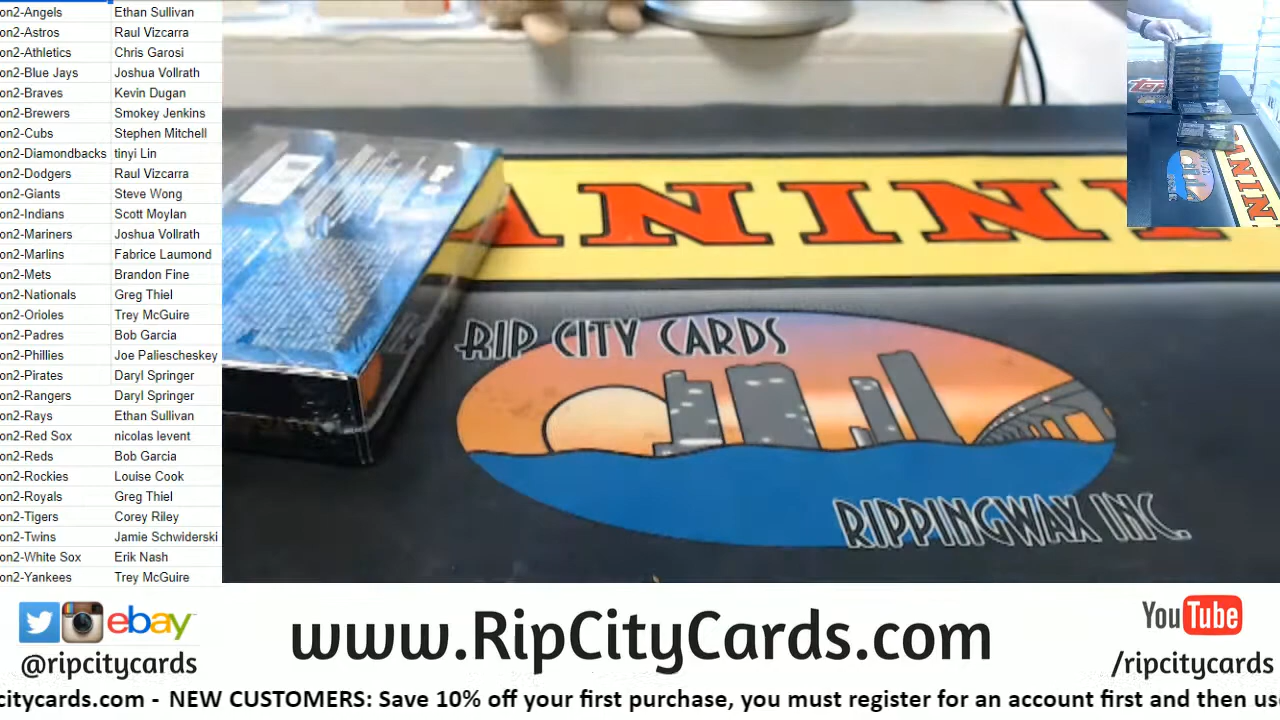 on2-Angels Ethan Sullivan
on2-Astros Raul Vizcarra
on2-Athletics Chris Garosi
on2-Blue Jays Joshua Vollrath
on2-Braves Kevin Dugan
on2-Brewers Smokey Jenkins
on2-Cubs Stephen Mitchell
on2-Diamondbacks tinyi Lin
on2-Dodgers Raul Vizcarra
on2-Giants Steve Wong
on2-Indians Scott Moylan
on2-Mariners Joshua Vollrath
on2-Marlins Fabrice Laumond
on2-Mets Brandon Fine
on2-Nationals Greg Thiel
on2-Orioles Trey McGuire
on2-Padres Bob Garcia
on2-Phillies Joe Paliescheskey
on2-Pirates Daryl Springer
on2-Rangers Daryl Springer
on2-Rays Ethan Sullivan
on2-Red Sox nicolas levent
on2-Reds Bob Garcia
on2-Rockies Louise Cook
on2-Royals Greg Thiel
on2-Tigers Corey Riley
on2-Twins Jamie Schwiderski
on2-White Sox Erik Nash
on2-Yankees Trey McGuire
ANINI
RIP CITY CARDS
RIPPINGWAX INC.
ebay
@ripcitycards
www.RipCityCards.com
YouTube
/ripcitycards
citycards.com - NEW CUSTOMERS: Save 10% off your first purchase, you must register for an account first and then us